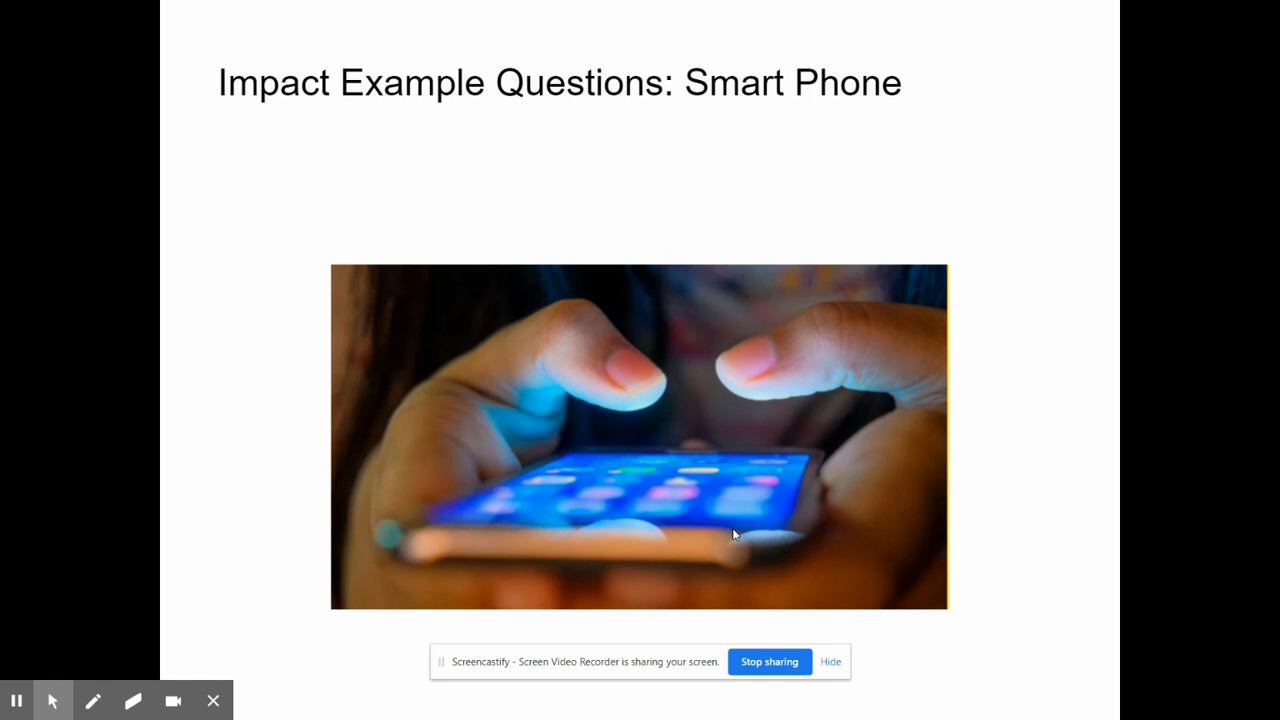 Impact Example Questions: Smart Phone
Screencastify - Screen Video Recorder is sharing your screen.
Stop sharing
Hide